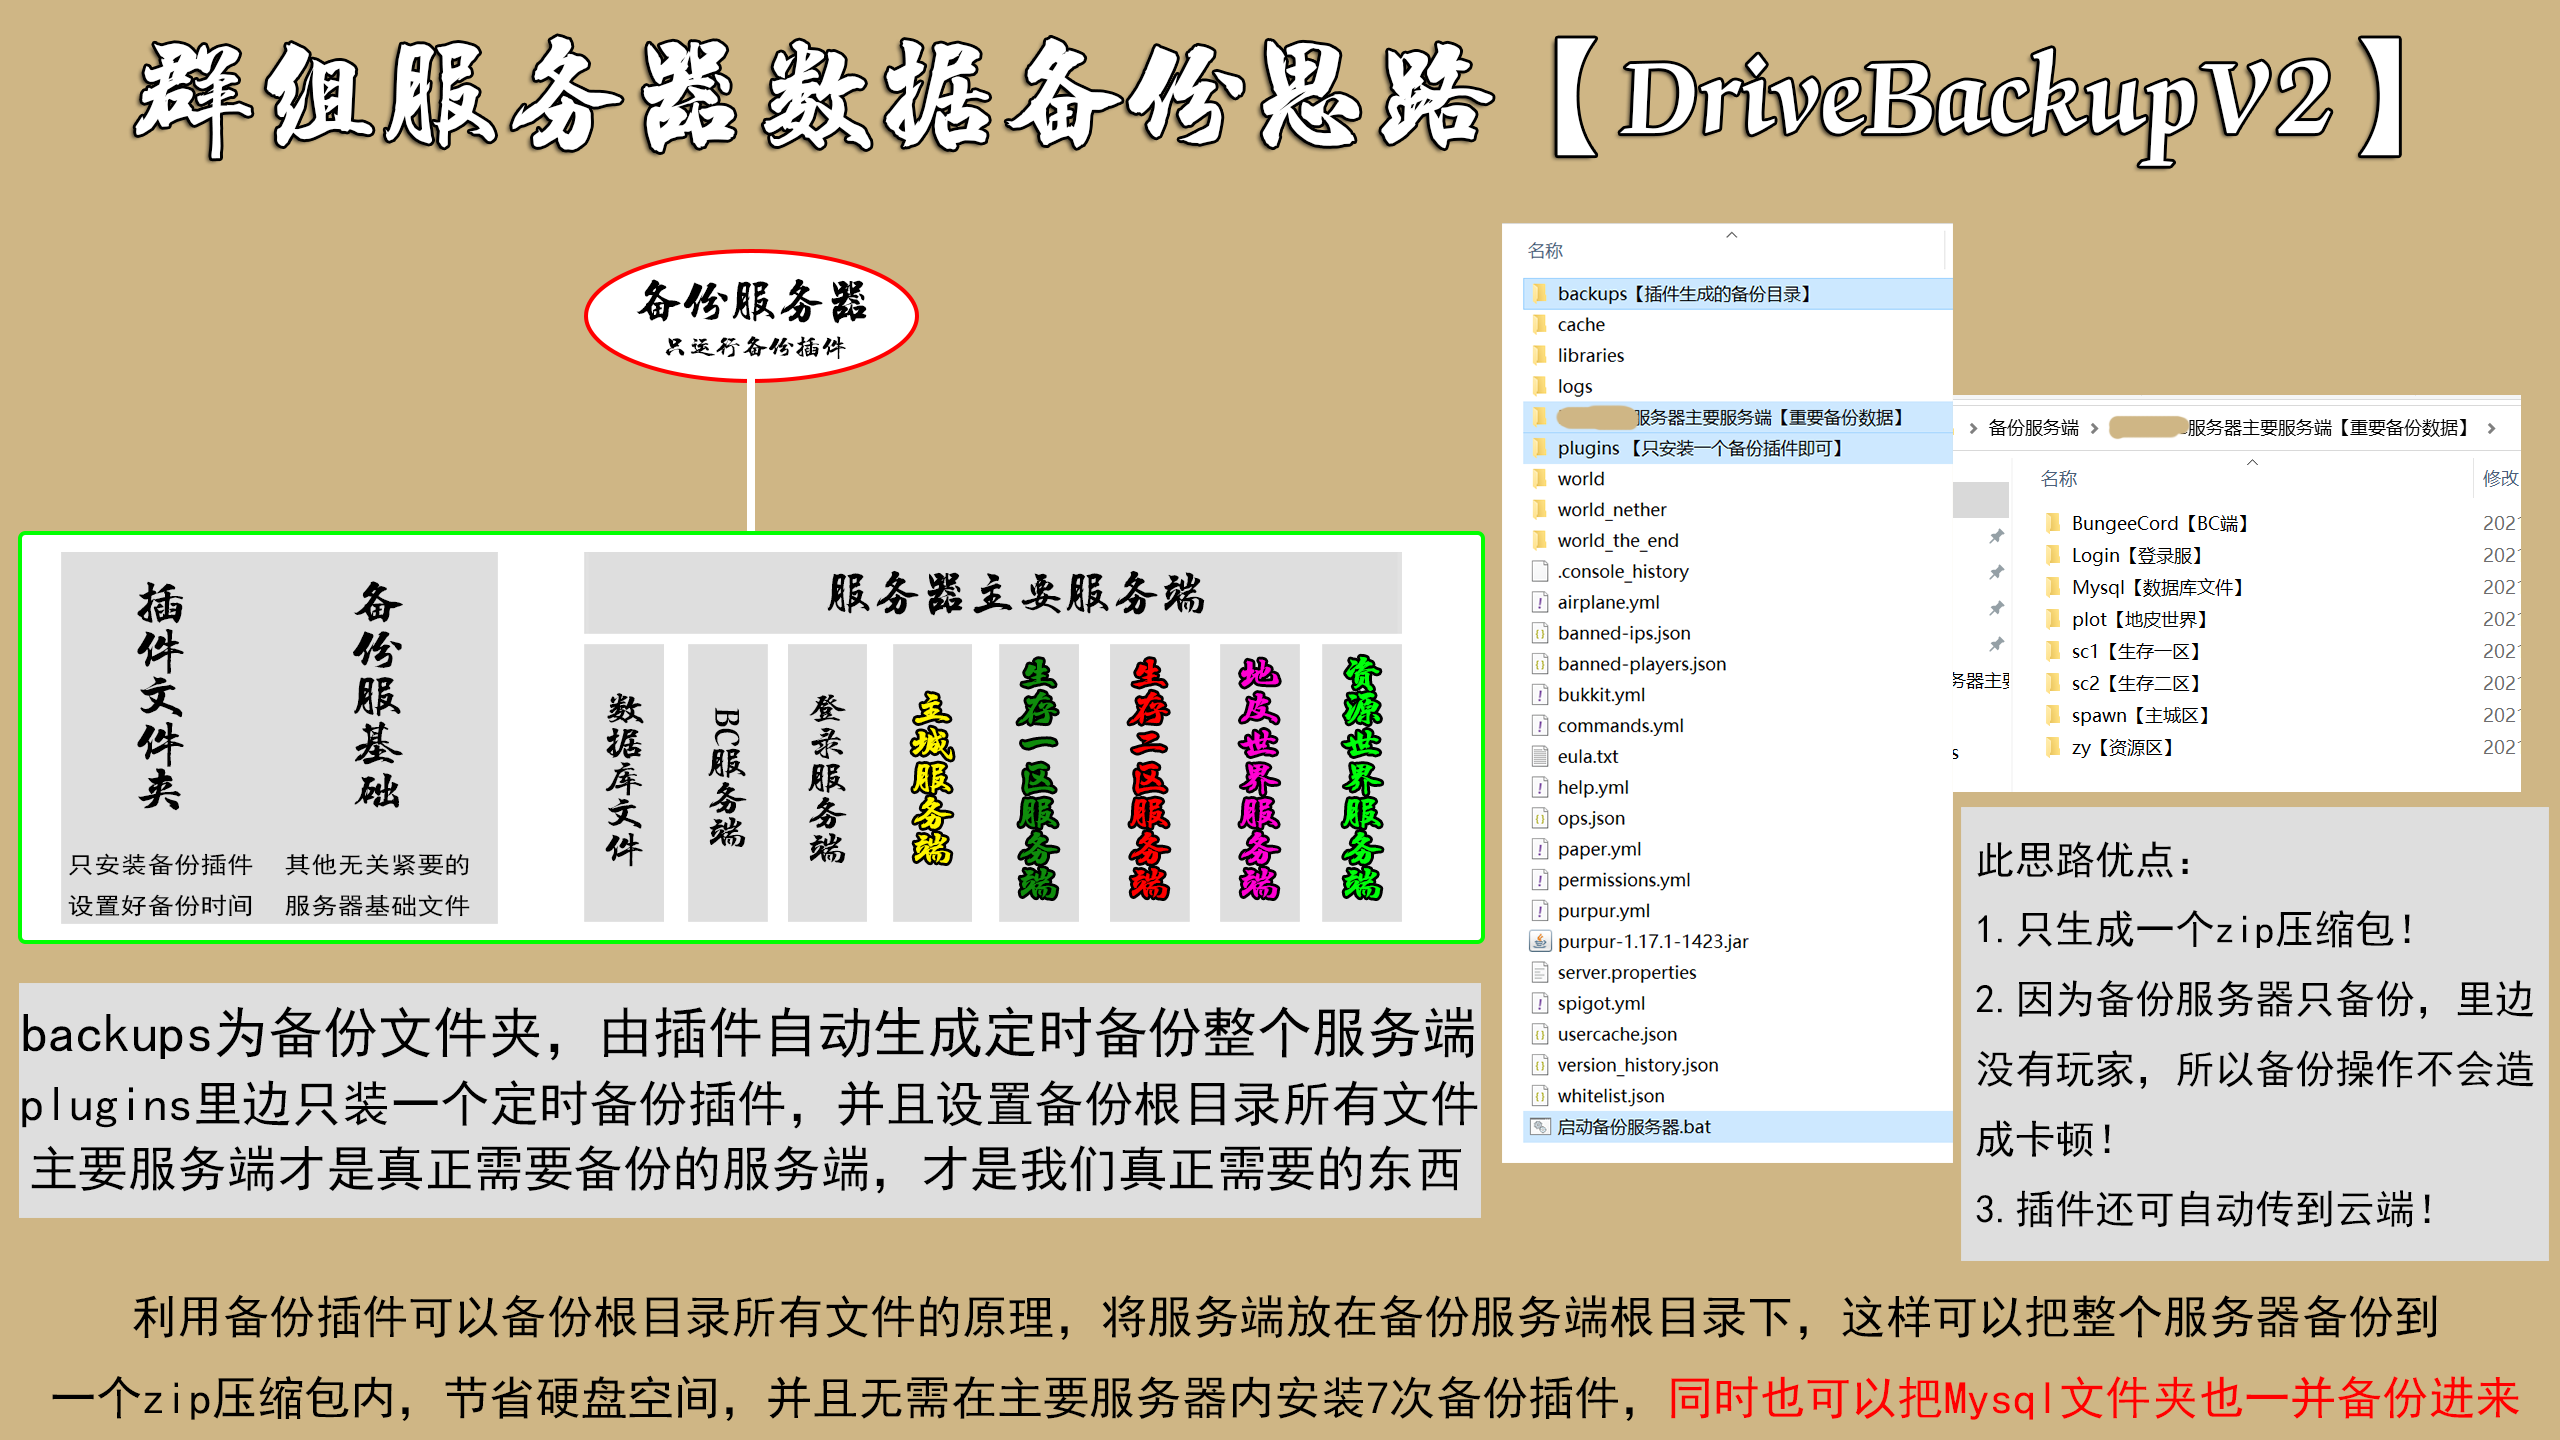 群组服务器数据备份思路【DriveBackupV2】
备份服务器
只运行备份插件
插件文件夹
只安装备份插件
设置好备份时间
备份服基础
其他无关紧要的
服务器基础文件
服务器主要服务端
数据库文件
BC服务端
登录服务端
主城服务端
生存一区服务端
生存二区服务端
地皮世界服务端
资源世界服务端
backups为备份文件夹，由插件自动生成定时备份整个服务端
plugins里边只装一个定时备份插件，并且设置备份根目录所有文件
主要服务端才是真正需要备份的服务端，才是我们真正需要的东西
名称
backups【插件生成的备份目录】
cache
libraries
logs
服务器主要服务端【重要备份数据】
plugins 【只安装一个备份插件即可】
world
world_nether
world_the_end
.console_history
airplane.yml
banned-ips.json
banned-players.json
bukkit.yml
commands.yml
eula.txt
help.yml
ops.json
paper.yml
permissions.yml
purpur.yml
purpur-1.17.1-1423.jar
server.properties
spigot.yml
usercache.json
version_history.json
whitelist.json
启动备份服务器.bat
备份服务端 > 服务器主要服务端【重要备份数据】 >
名称 修改
BungeeCord【BC端】 2021
Login【登录服】 2021
Mysql【数据库文件】 2021
plot【地皮世界】 2021
sc1【生存一区】 2021
sc2【生存二区】 2021
spawn【主城区】 2021
zy【资源区】 2021
务器主要
s
此思路优点：
1.只生成一个zip压缩包！
2.因为备份服务器只备份，里边
没有玩家，所以备份操作不会造
成卡顿！
3.插件还可自动传到云端！
利用备份插件可以备份根目录所有文件的原理，将服务端放在备份服务端根目录下，这样可以把整个服务器备份到
一个zip压缩包内，节省硬盘空间，并且无需在主要服务器内安装7次备份插件，同时也可以把Mysql文件夹也一并备份进来